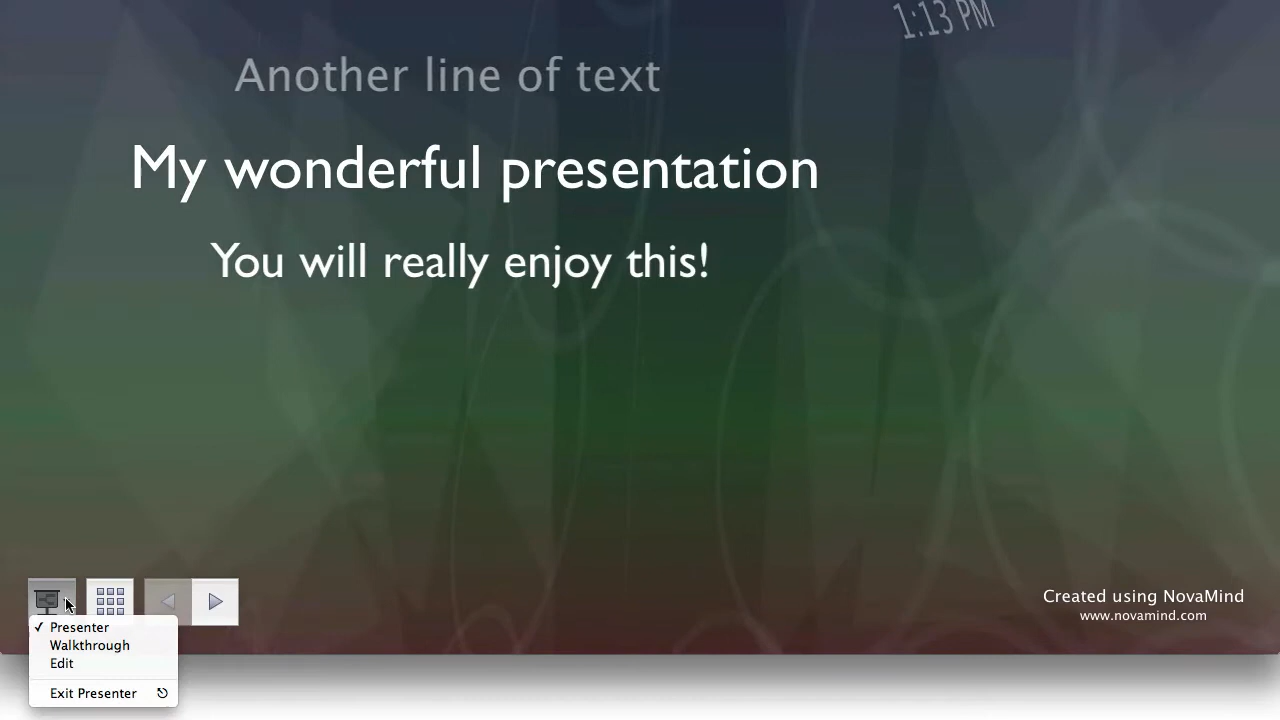 1:13 PM
Another line of text
My wonderful presentation
You will really enjoy this!
Created using NovaMind
www.novamind.com
✓ Presenter
Walkthrough
Edit
Exit Presenter